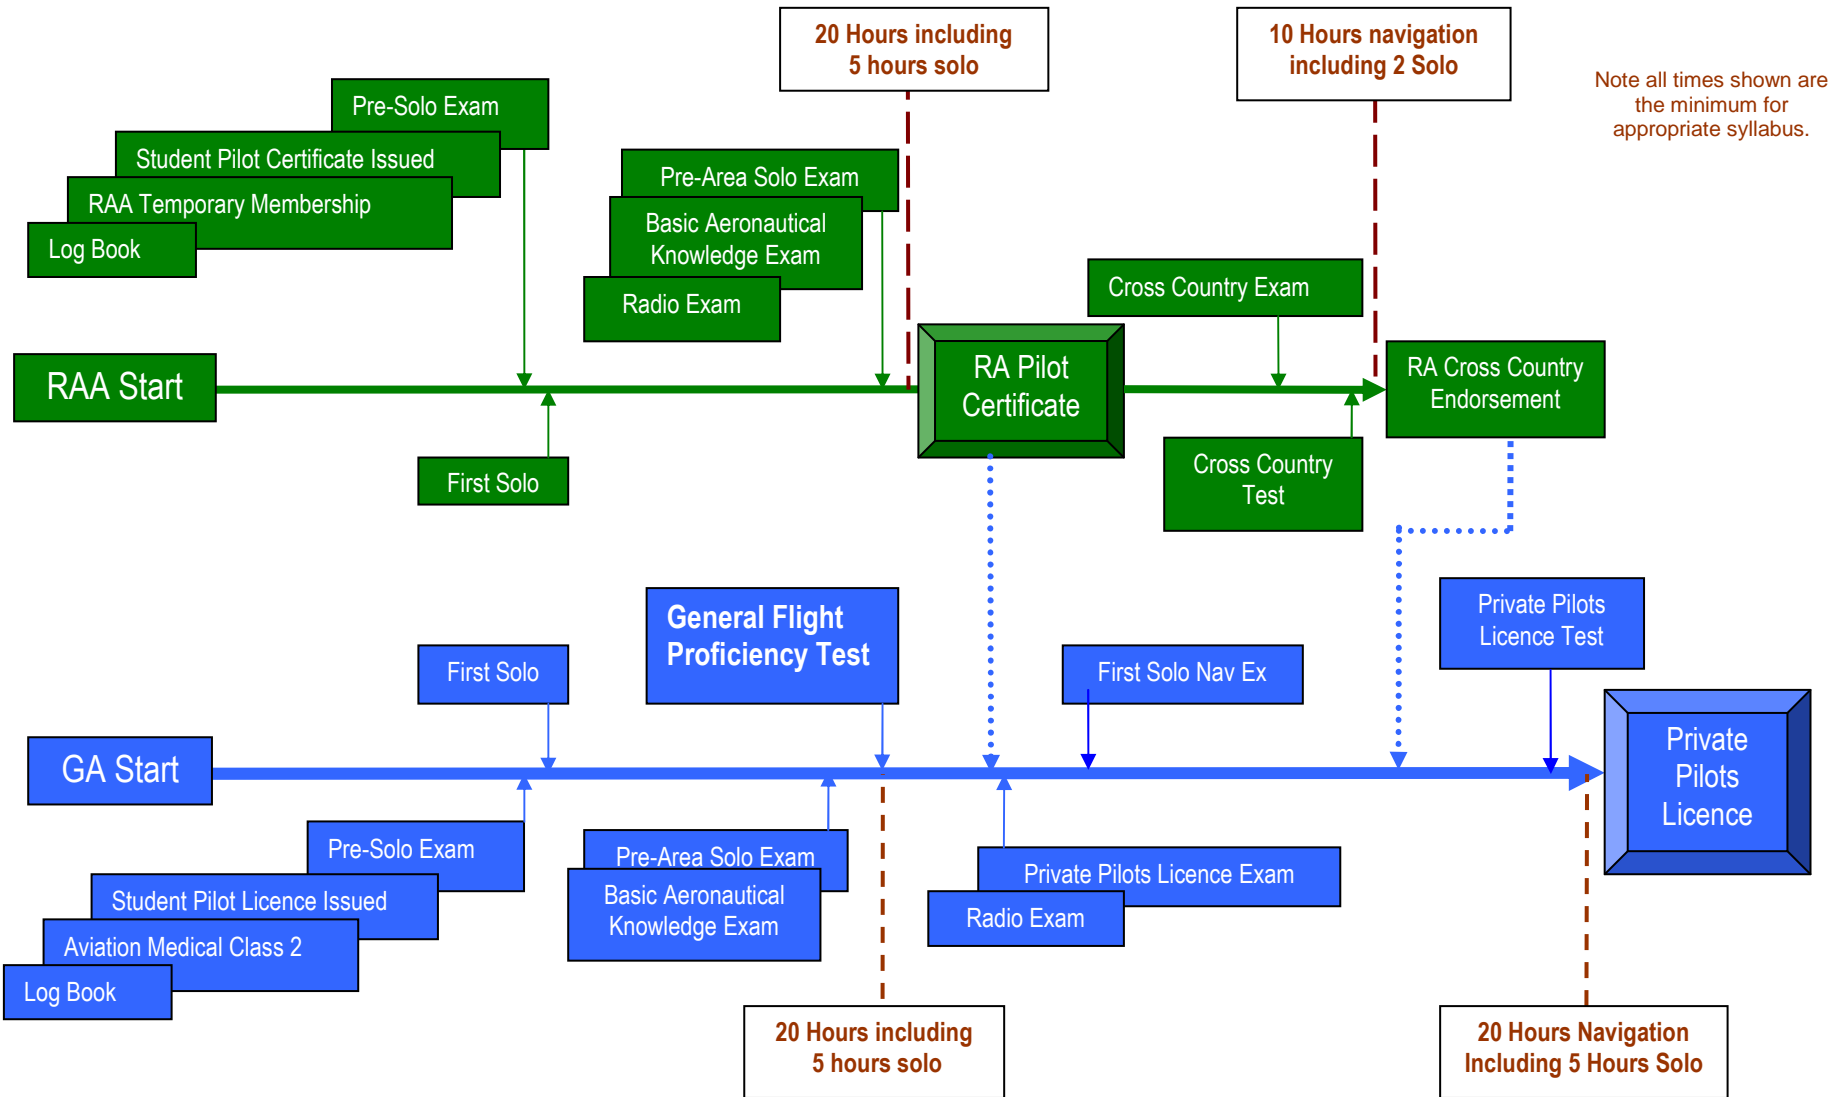 20 Hours including
5 hours solo
10 Hours navigation
including 2 Solo
Note all times shown are
the minimum for
appropriate syllabus.
Pre-Solo Exam
Student Pilot Certificate Issued
RAA Temporary Membership
Log Book
Pre-Area Solo Exam
Basic Aeronautical
Knowledge Exam
Radio Exam
Cross Country Exam
RAA Start
RA Pilot
Certificate
RA Cross Country
Endorsement
First Solo
Cross Country
Test
First Solo
General Flight
Proficiency Test
First Solo Nav Ex
Private Pilots
Licence Test
GA Start
Private
Pilots
Licence
Pre-Solo Exam
Student Pilot Licence Issued
Aviation Medical Class 2
Log Book
Pre-Area Solo Exam
Basic Aeronautical
Knowledge Exam
Private Pilots Licence Exam
Radio Exam
20 Hours including
5 hours solo
20 Hours Navigation
Including 5 Hours Solo